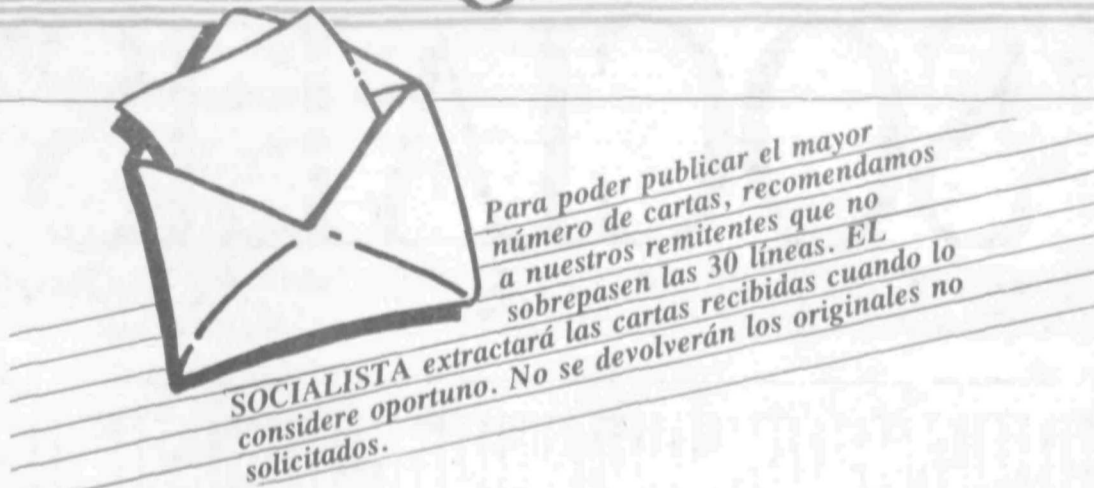 Para poder publicar el mayor
número de cartas, recomendamos
a nuestros remitentes que no
sobrepasen las 30 líneas. EL
SOCIALISTA extractará las cartas recibidas cuando lo
considere oportuno. No se devolverán los originales no
solicitados.